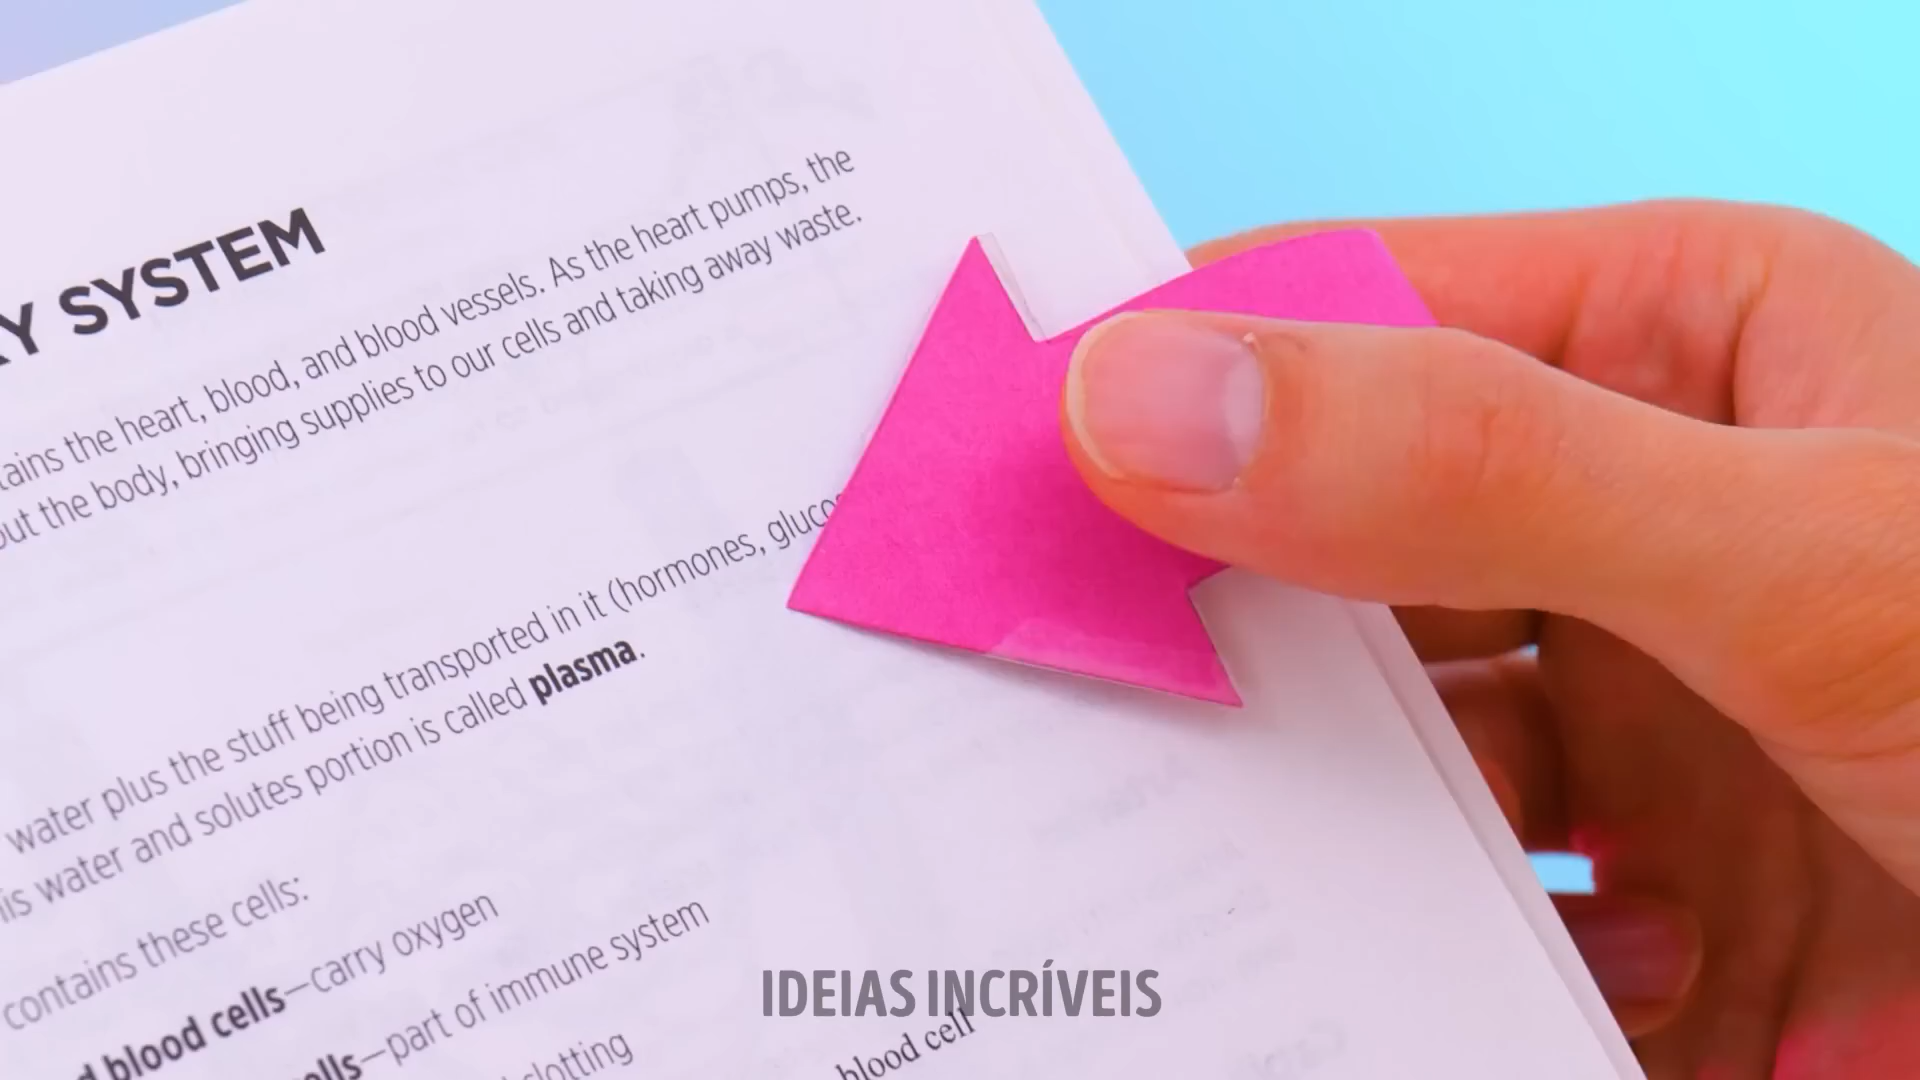 Y SYSTEM
tains the heart, blood, and blood vessels. As the heart pumps, the
out the body, bringing supplies to our cells and taking away waste.
water plus the stuff being transported in it (hormones, gluco
is water and solutes portion is called plasma.
contains these cells:
d blood cells—carry oxygen
ells—part of immune system
clotting
blood cell
IDEIAS INCRÍVEIS